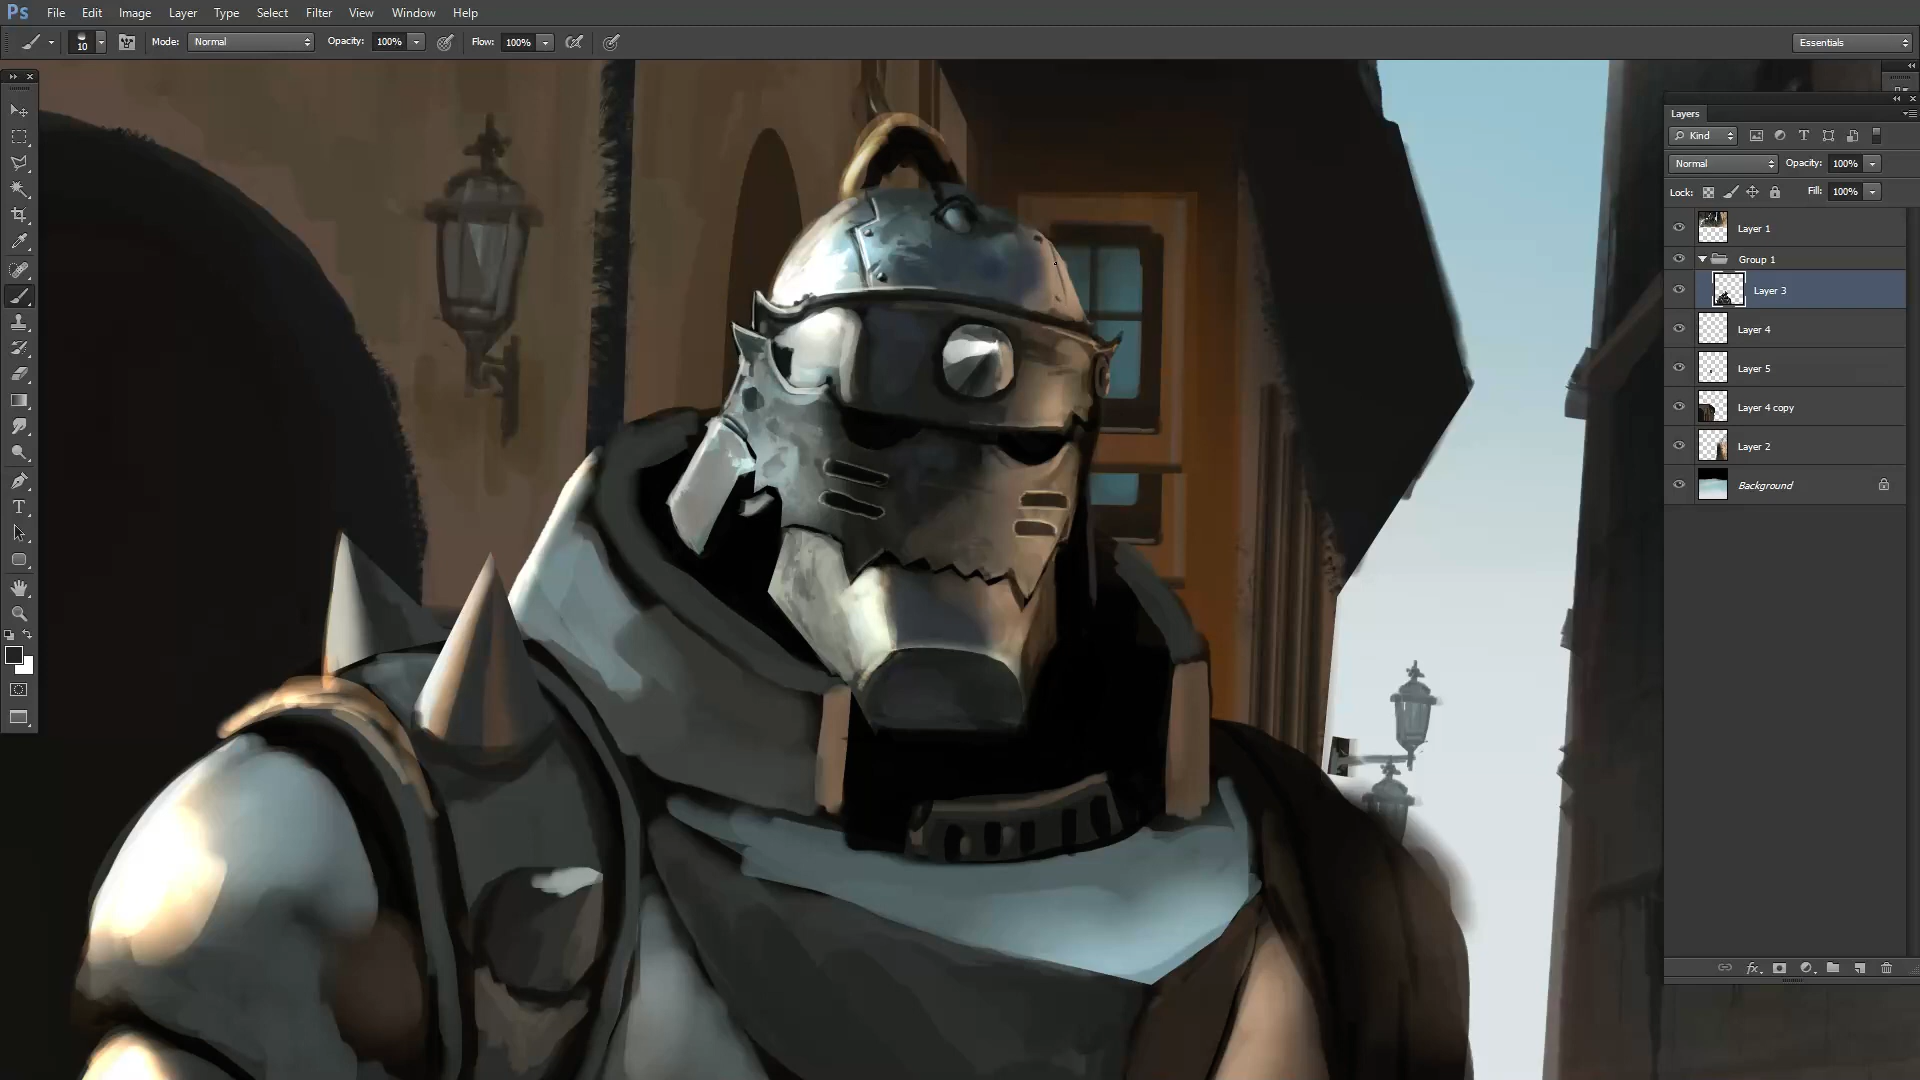 Ps File Edit Image Layer Type Select Filter View Window Help
10 Mode: Normal Opacity: 100% Flow: 100% Essentials
Layers
Kind
Normal Opacity: 100%
Lock: Fill: 100%
Layer 1
Group 1
Layer 3
Layer 4
Layer 5
Layer 4 copy
Layer 2
Background
fx